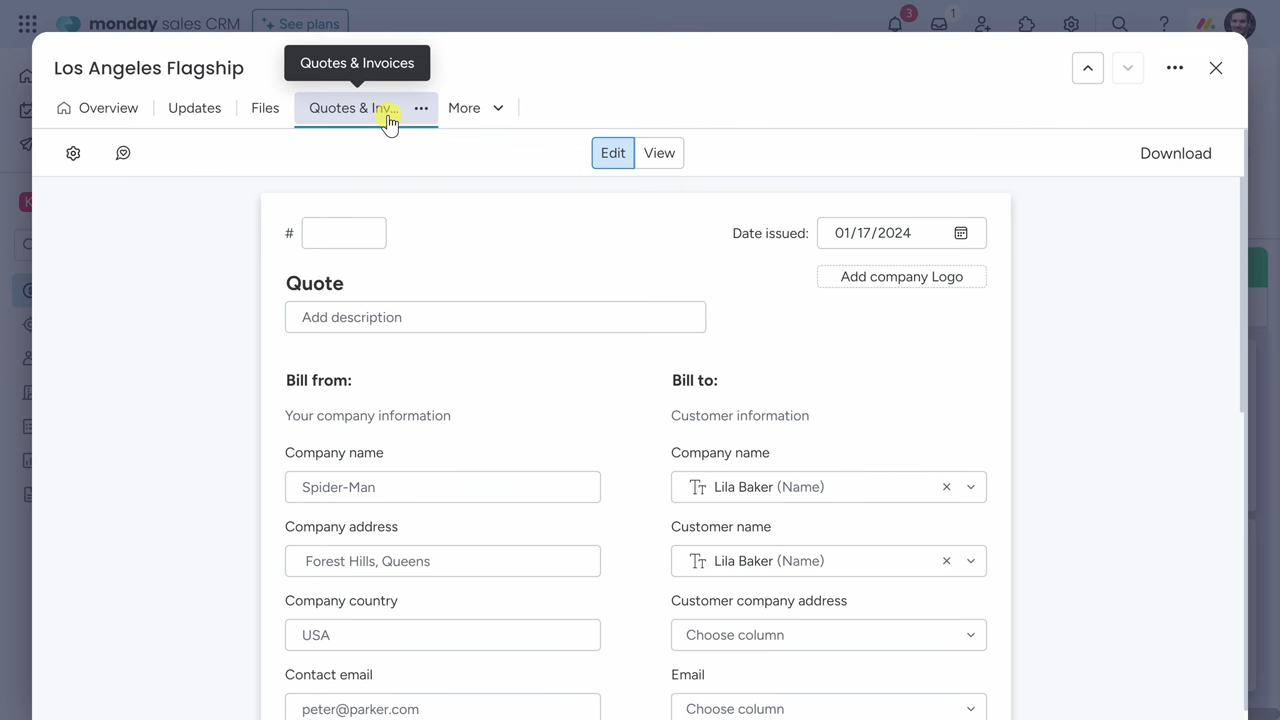 monday sales CRM
See plans
3
1
Quotes & Invoices
Los Angeles Flagship
Overview
Updates
Files
Quotes & Inv...
More
Edit
View
Download
#
Date issued:
01/17/2024
Quote
Add company Logo
Add description
Bill from:
Bill to:
Your company information
Customer information
Company name
Company name
Spider-Man
Lila Baker (Name)
Company address
Customer name
Forest Hills, Queens
Lila Baker (Name)
Company country
Customer company address
USA
Choose column
Contact email
Email
peter@parker.com
Choose column